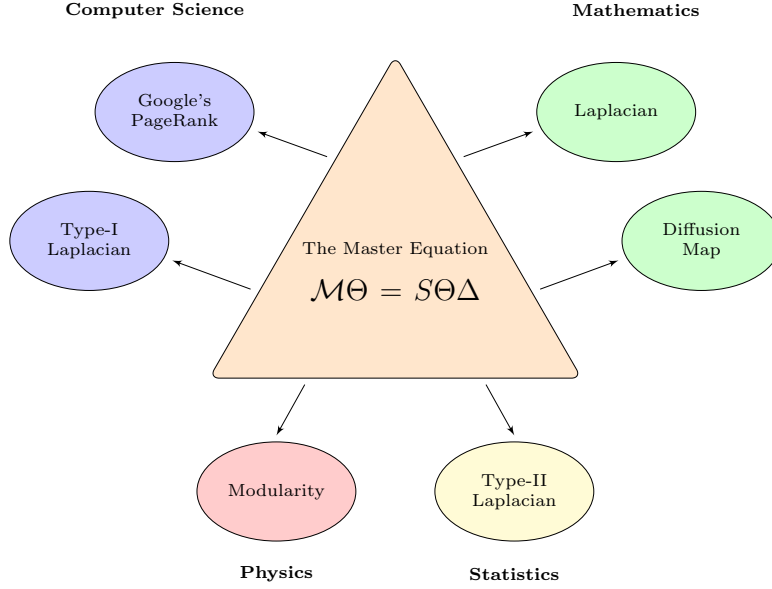 Computer Science
Mathematics
Google's
PageRank
Laplacian
Type-I
Laplacian
Diffusion
Map
The Master Equation
ℳΘ = SΘΔ
Modularity
Type-II
Laplacian
Physics
Statistics